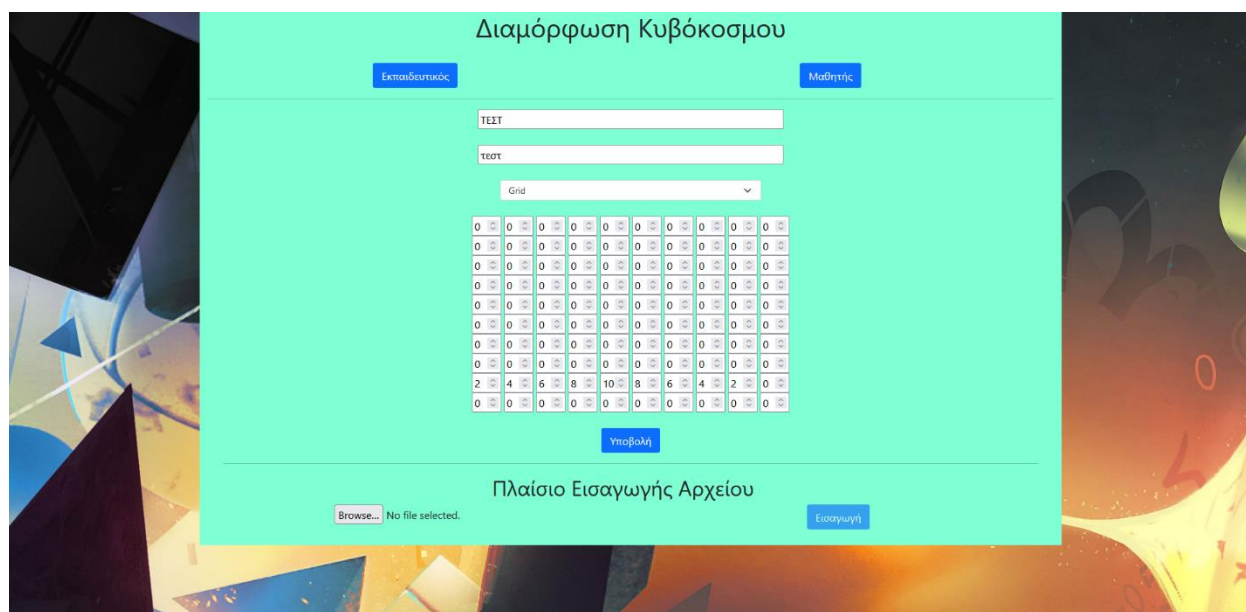 Διαμόρφωση Κυβόκοσμου
Εκπαιδευτικός Μαθητής
ΤΕΣΤ
τεστ
Grid
0 0 0 0 0 0 0 0 0 0
0 0 0 0 0 0 0 0 0 0
0 0 0 0 0 0 0 0 0 0
0 0 0 0 0 0 0 0 0 0
0 0 0 0 0 0 0 0 0 0
0 0 0 0 0 0 0 0 0 0
0 0 0 0 0 0 0 0 0 0
0 0 0 0 0 0 0 0 0 0
2 4 6 8 10 8 6 4 2 0
0 0 0 0 0 0 0 0 0 0
Υποβολή
Πλαίσιο Εισαγωγής Αρχείου
Browse... No file selected. Εισαγωγή